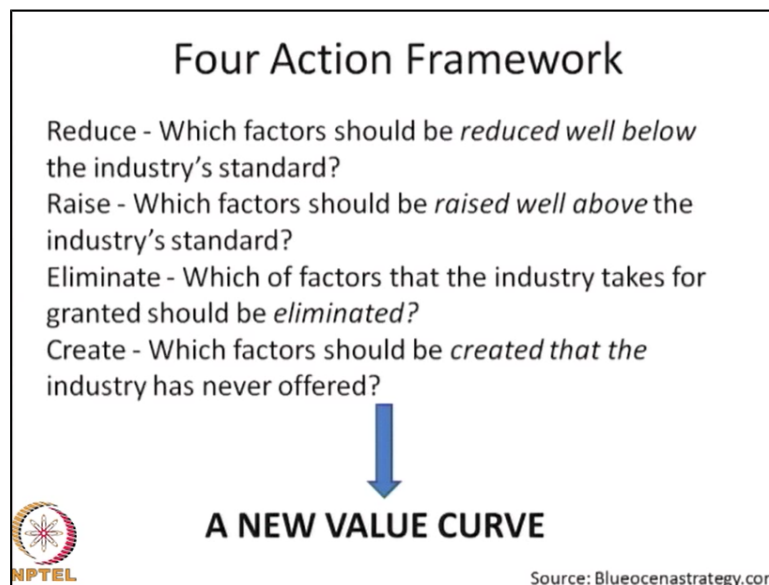 Four Action Framework
Reduce - Which factors should be reduced well below
the industry's standard?
Raise - Which factors should be raised well above the
industry's standard?
Eliminate - Which of factors that the industry takes for
granted should be eliminated?
Create - Which factors should be created that the
industry has never offered?
A NEW VALUE CURVE
NPTEL
Source: Blueocenastrategy.com